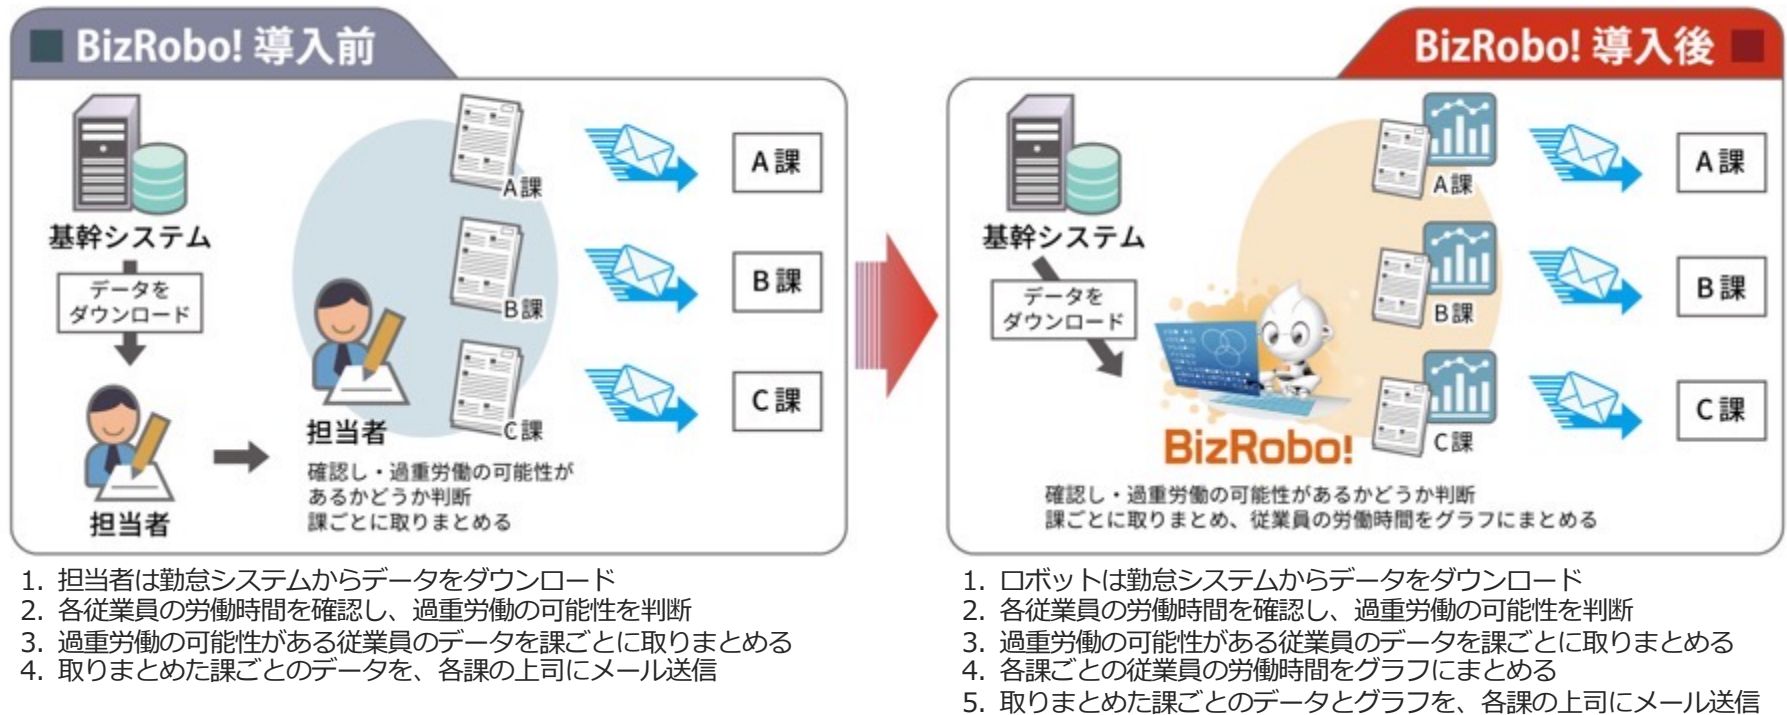 BizRobo! 導入前
基幹システム
データを
ダウンロード
担当者
担当者
確認し・過重労働の可能性が
あるかどうか判断
課ごとに取りまとめる
A課
B課
C課
A課
B課
C課
1. 担当者は勤怠システムからデータをダウンロード
2. 各従業員の労働時間を確認し、過重労働の可能性を判断
3. 過重労働の可能性がある従業員のデータを課ごとに取りまとめる
4. 取りまとめた課ごとのデータを、各課の上司にメール送信
BizRobo! 導入後
基幹システム
データを
ダウンロード
BizRobo!
A課
B課
C課
A課
B課
C課
確認し・過重労働の可能性があるかどうか判断
課ごとに取りまとめ、従業員の労働時間をグラフにまとめる
1. ロボットは勤怠システムからデータをダウンロード
2. 各従業員の労働時間を確認し、過重労働の可能性を判断
3. 過重労働の可能性がある従業員のデータを課ごとに取りまとめる
4. 各課ごとの従業員の労働時間をグラフにまとめる
5. 取りまとめた課ごとのデータとグラフを、各課の上司にメール送信